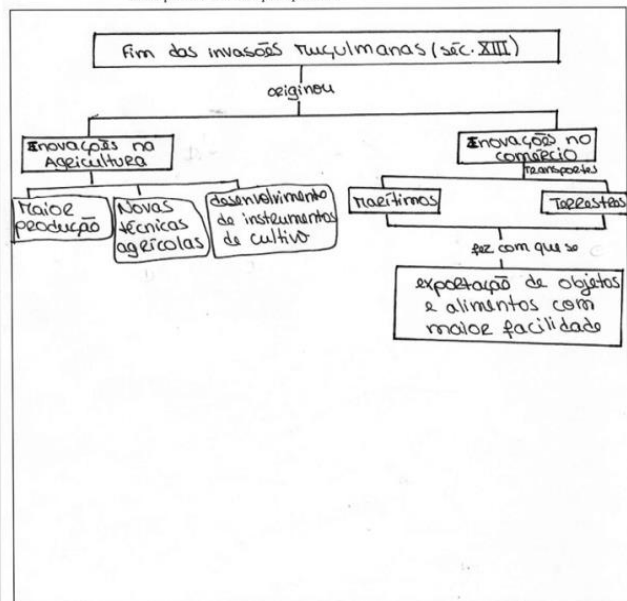 Fim das invasões muçulmanas (séc. XIII)
originou
Inovações na
Agricultura
Maior
produção
Novas
técnicas
agrícolas
desenvolvimento
de instrumentos
de cultivo
Inovações no
comércio
transportes
Marítimos
Terrestres
fez com que se
exportação de objetos
e alimentos com
maior facilidade